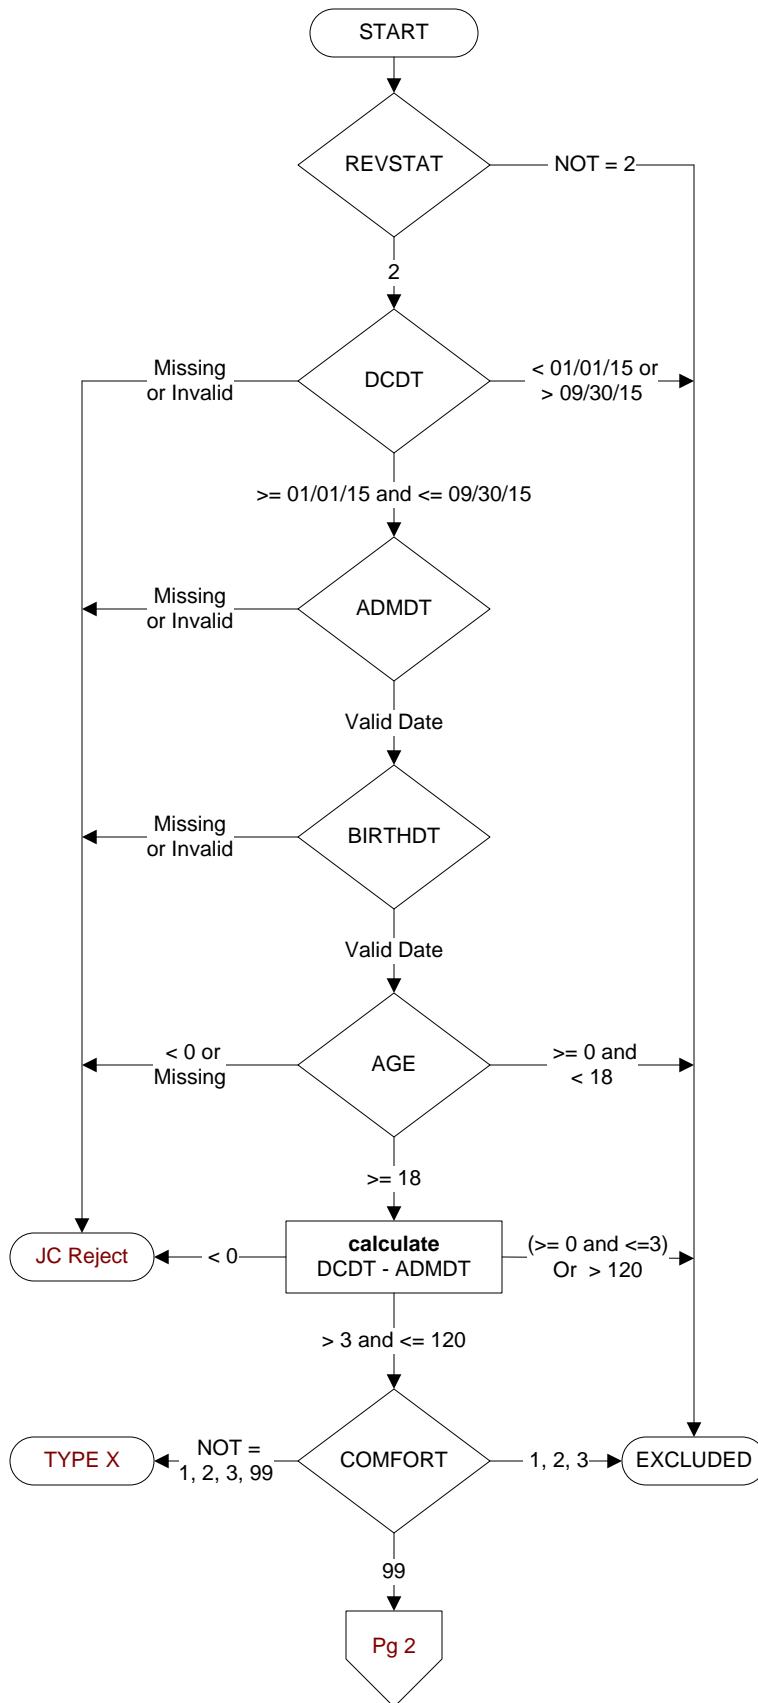 START
REVSTAT
NOT = 2
2
Missing
or Invalid
DCDT
< 01/01/15 or
> 09/30/15
>= 01/01/15 and <= 09/30/15
Missing
or Invalid
ADMDT
Valid Date
Missing
or Invalid
BIRTHDT
Valid Date
< 0 or
Missing
AGE
>= 0 and
< 18
>= 18
JC Reject
< 0
calculate
DCDT - ADMDT
(>= 0 and <=3)
Or > 120
> 3 and <= 120
TYPE X
NOT =
1, 2, 3, 99
COMFORT
1, 2, 3
EXCLUDED
99
Pg 2